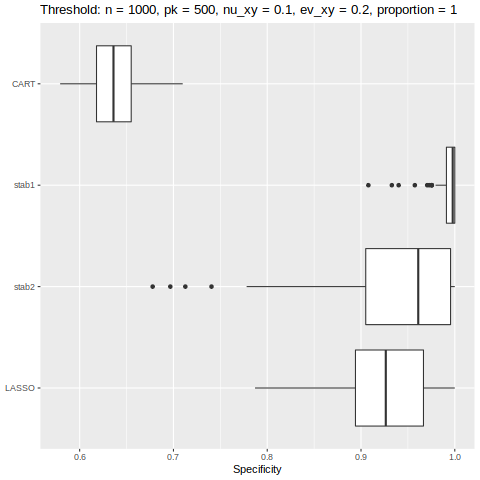 Threshold: n = 1000, pk = 500, nu_xy = 0.1, ev_xy = 0.2, proportion = 1
CART
stab1
stab2
LASSO
0.6 0.7 0.8 0.9 1.0
Specificity